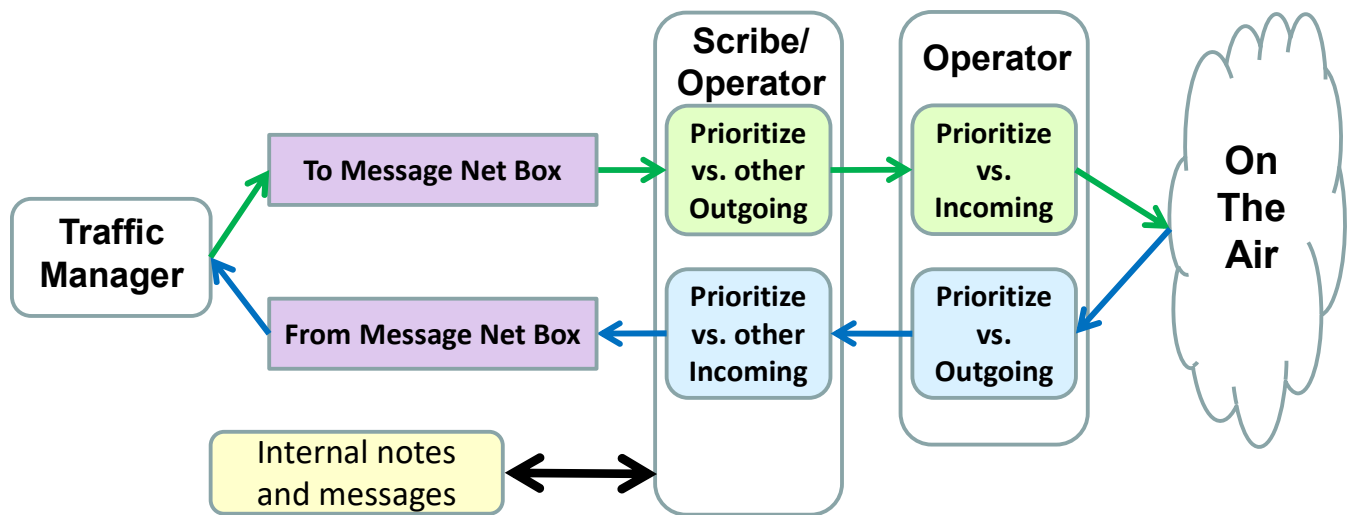 Scribe/
Operator
Operator
Prioritize
vs. other
Outgoing
Prioritize
vs.
Incoming
On
The
Air
To Message Net Box
Traffic
Manager
From Message Net Box
Prioritize
vs. other
Incoming
Prioritize
vs.
Outgoing
Internal notes
and messages